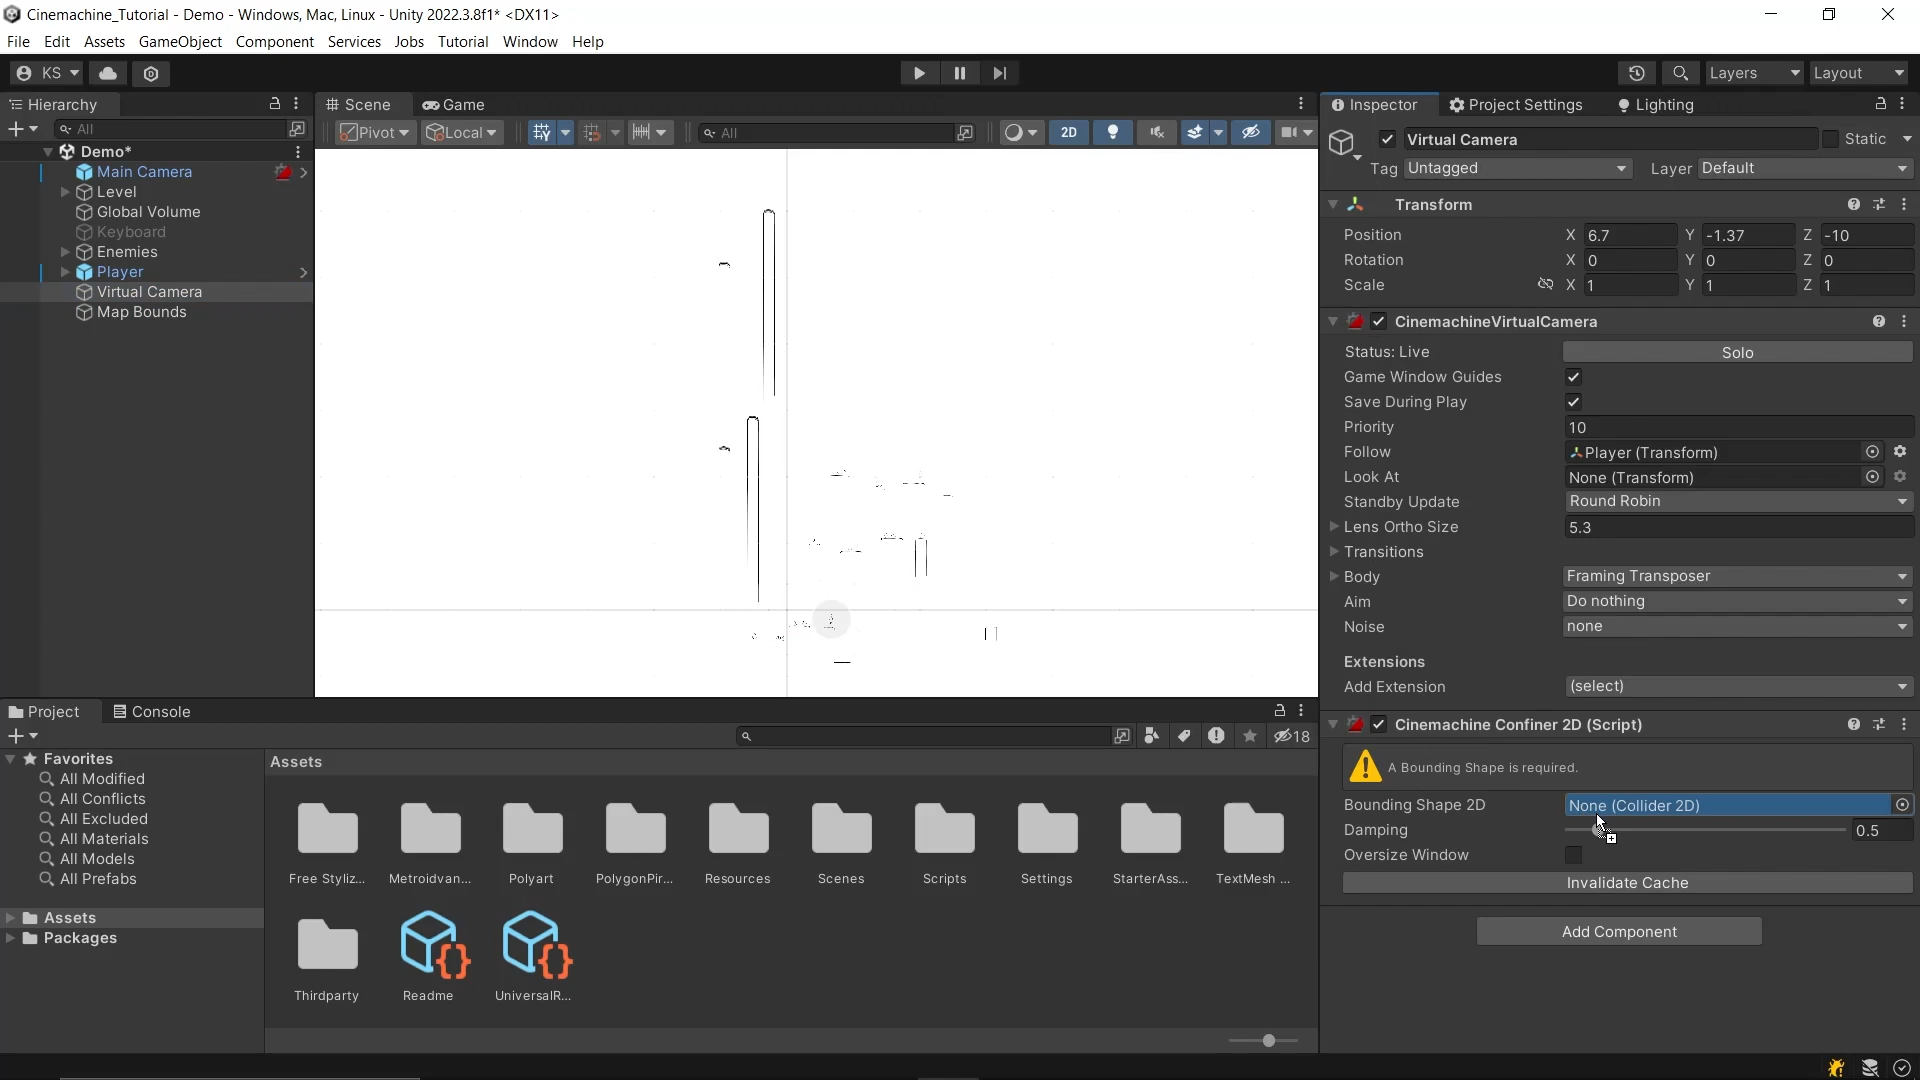 Cinemachine_Tutorial - Demo - Windows, Mac, Linux - Unity 2022.3.8f1* <DX11>
File Edit Assets GameObject Component Services Jobs Tutorial Window Help
KS Layers Layout
Hierarchy
All
Demo*
Main Camera
Level
Global Volume
Keyboard
Enemies
Player
Virtual Camera
Map Bounds
Scene Game
Pivot Local All 2D
Inspector Project Settings Lighting
Virtual Camera Static
Tag Untagged Layer Default
Transform
Position X 6.7 Y -1.37 Z -10
Rotation X 0 Y 0 Z 0
Scale X 1 Y 1 Z 1
CinemachineVirtualCamera
Status: Live Solo
Game Window Guides
Save During Play
Priority 10
Follow Player (Transform)
Look At None (Transform)
Standby Update Round Robin
Lens Ortho Size 5.3
Transitions
Body Framing Transposer
Aim Do nothing
Noise none
Extensions
Add Extension (select)
Cinemachine Confiner 2D (Script)
A Bounding Shape is required.
Bounding Shape 2D None (Collider 2D)
Damping 0.5
Oversize Window
Invalidate Cache
Add Component
Project Console
18
Favorites
All Modified
All Conflicts
All Excluded
All Materials
All Models
All Prefabs
Assets
Packages
Assets
Free Styliz... Metroidvan... Polyart PolygonPir... Resources Scenes Scripts Settings StarterAss... TextMesh ...
Thirdparty Readme UniversalR...